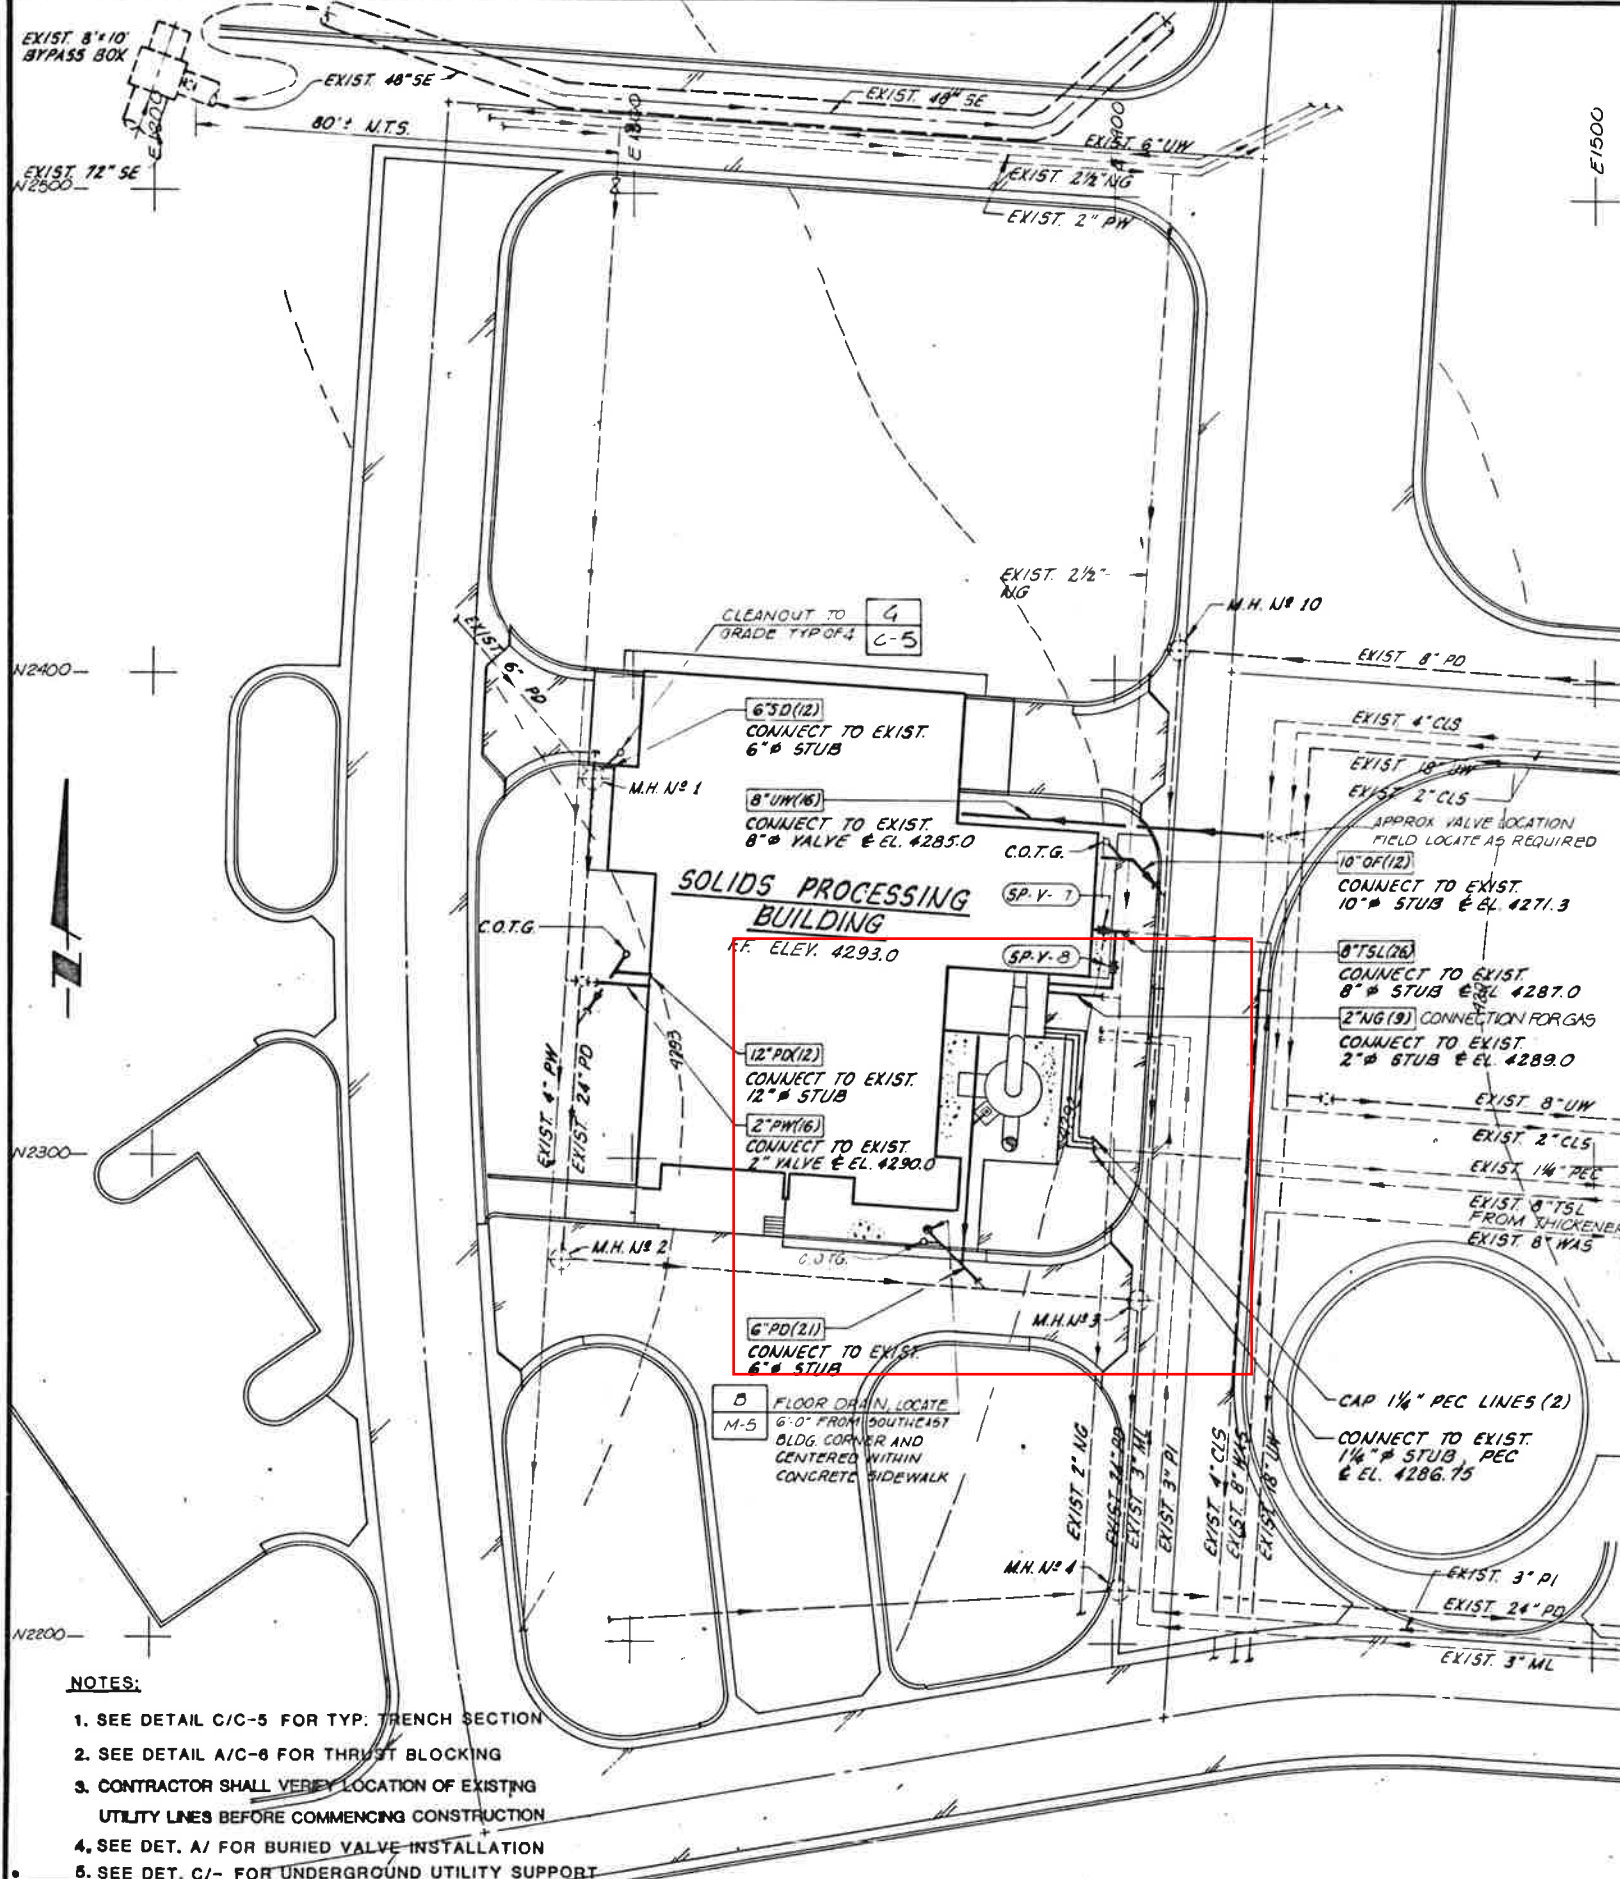 EXIST. 8'x10'
BYPASS BOX
EXIST. 48" SE
EXIST. 48" SE
80'± N.T.S.
E1200
E1300
E1500
EXIST. 6" UW
EXIST. 72" SE
N2500
EXIST. 2½" NG
EXIST. 2" PW
EXIST. 2½"
NG
CLEANOUT TO
GRADE TYP OF 4
C-5
M.H. Nº 10
EXIST. 6" PD
EXIST 8" PD
N2400
6"SD(12)
CONNECT TO EXIST.
6"ø STUB
EXIST 4" CLS
EXIST 18" UW
EXIST 2" CLS
M.H. Nº 1
8"UW(16)
CONNECT TO EXIST.
8"ø VALVE ℄ EL. 4285.0
APPROX VALVE LOCATION
FIELD LOCATE AS REQUIRED
C.O.T.G.
10"OF(12)
CONNECT TO EXIST.
10"ø STUB ℄ EL. 4271.3
SOLIDS PROCESSING
BUILDING
F.F. ELEV. 4293.0
SP-V-7
C.O.T.G.
SP-V-8
8"TSL(26)
CONNECT TO EXIST.
8"ø STUB ℄ EL 4287.0
2"NG(9) CONNECTION FOR GAS
CONNECT TO EXIST.
2"ø STUB ℄ EL. 4289.0
4293
4292
12"PD(12)
CONNECT TO EXIST.
12"ø STUB
EXIST. 4" PW
EXIST. 24" PD
2"PW(16)
CONNECT TO EXIST.
2" VALVE ℄ EL. 4290.0
EXIST. 8" UW
EXIST. 2" CLS
N2300
EXIST. 1¼" PEC
EXIST. 8" TSL
FROM THICKENER
EXIST. 8" WAS
M.H. Nº 2
C.O.T.G.
6"PD(21)
CONNECT TO EXIST.
6"ø STUB
M.H. Nº 3
B
M-5
FLOOR DRAIN, LOCATE
6'-0" FROM SOUTHEAST
BLDG. CORNER AND
CENTERED WITHIN
CONCRETE SIDEWALK
CAP 1¼" PEC LINES (2)
CONNECT TO EXIST.
1¼"ø STUB, PEC
℄ EL. 4286.75
EXIST. 2" NG
EXIST. 24" PD
EXIST. 3" ML
EXIST. 3" PI
EXIST. 4" CLS
EXIST. 8" WAS
EXIST. 18" UW
M.H. Nº 4
EXIST. 3" PI
EXIST. 24" PD
EXIST. 3" ML
N2200
NOTES:
1. SEE DETAIL C/C-5 FOR TYP. TRENCH SECTION
2. SEE DETAIL A/C-6 FOR THRUST BLOCKING
3. CONTRACTOR SHALL VERIFY LOCATION OF EXISTING
UTILITY LINES BEFORE COMMENCING CONSTRUCTION
4. SEE DET. A/ FOR BURIED VALVE INSTALLATION
5. SEE DET. C/- FOR UNDERGROUND UTILITY SUPPORT